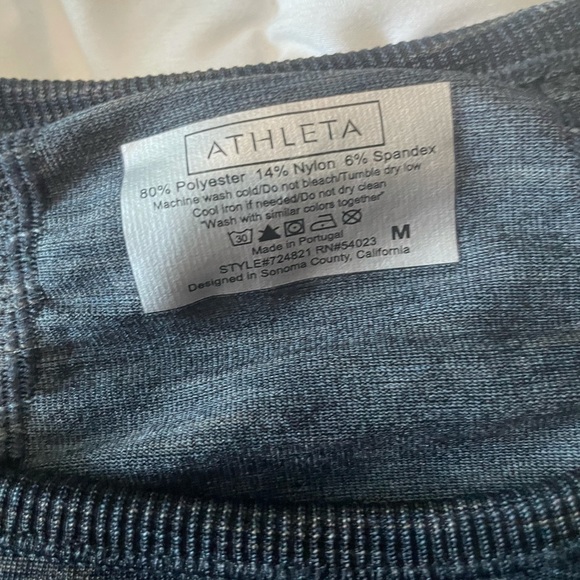 ATHLETA
80% Polyester 14% Nylon 6% Spandex
Machine wash cold/Do not bleach/Tumble dry low
Cool iron if needed/Do not dry clean
"Wash with similar colors together"
30
Made in Portugal
M
STYLE#724821 RN#54023
Designed in Sonoma County, California